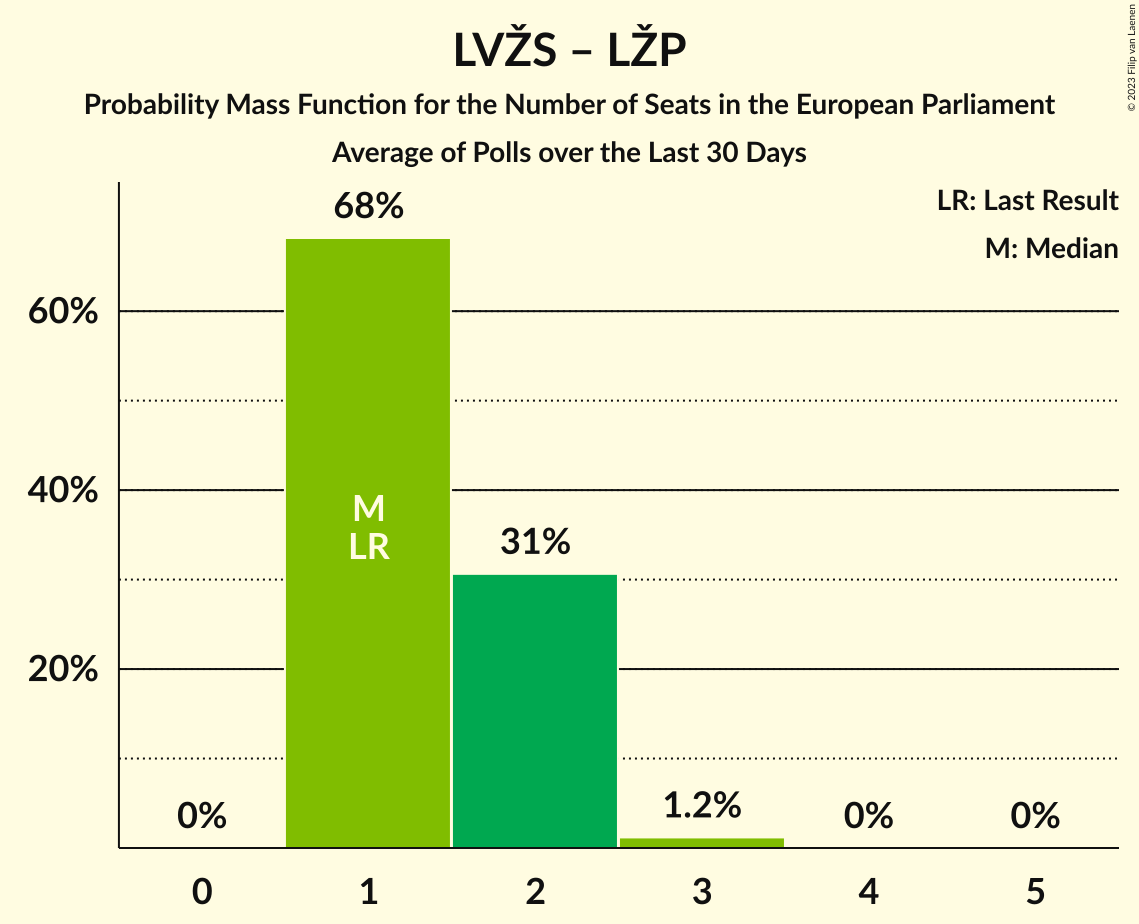 LVŽS – LŽP
Probability Mass Function for the Number of Seats in the European Parliament
Average of Polls over the Last 30 Days
© 2023 Filip van Laenen
LR: Last Result
M: Median
68%
60%
40%
20%
M
LR
31%
0%
1.2%
0%
0%
0 1 2 3 4 5